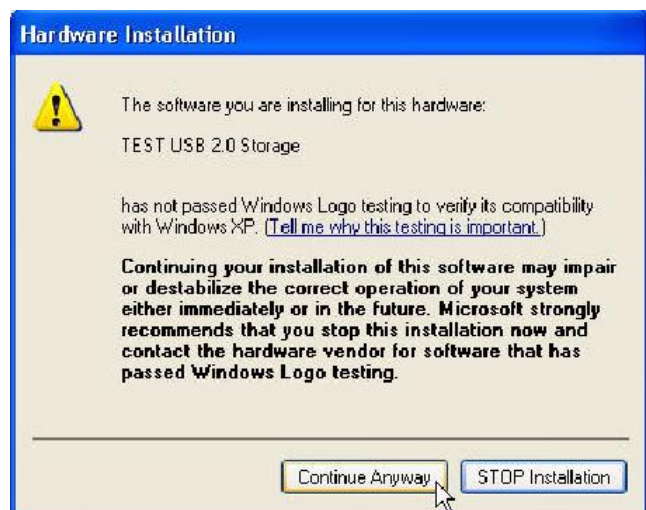 Hardware Installation
The software you are installing for this hardware:
TEST USB 2.0 Storage
has not passed Windows Logo testing to verify its compatibility
with Windows XP. (Tell me why this testing is important.)
Continuing your installation of this software may impair
or destabilize the correct operation of your system
either immediately or in the future. Microsoft strongly
recommends that you stop this installation now and
contact the hardware vendor for software that has
passed Windows Logo testing.
Continue Anyway STOP Installation